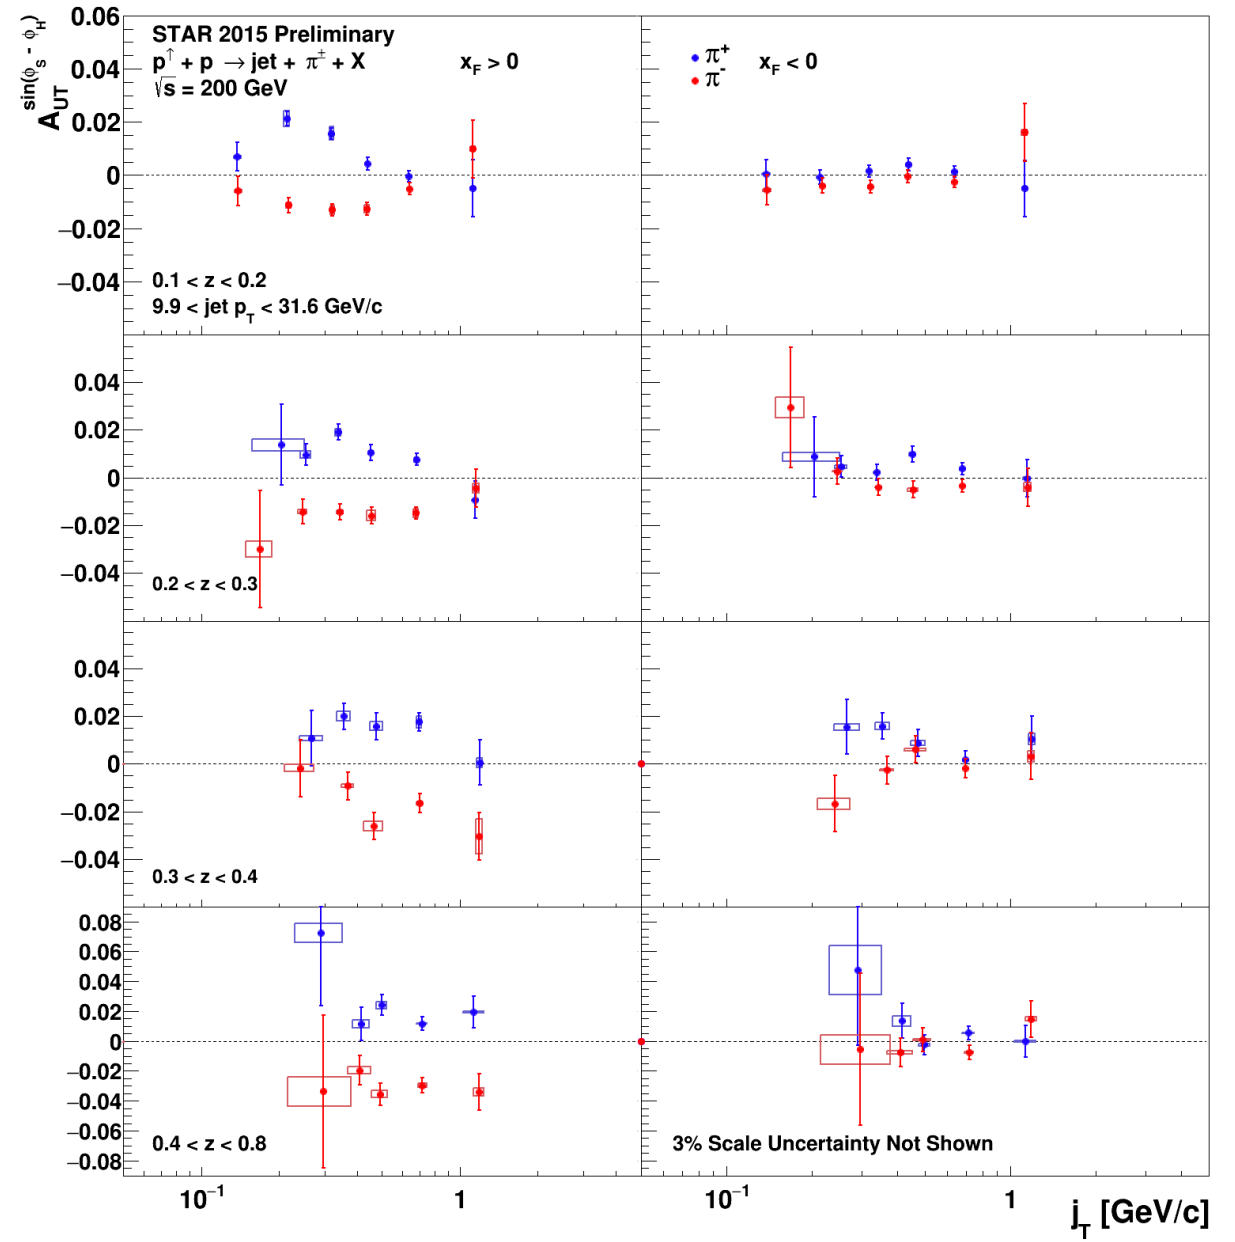 A_UT^sin(ϕ_S - ϕ_H)
STAR 2015 Preliminary
p^↑ + p → jet + π^± + X
√s = 200 GeV
x_F > 0
π^+
π^-
x_F < 0
0.06
0.04
0.02
0
−0.02
−0.04
0.1 < z < 0.2
9.9 < jet p_T < 31.6 GeV/c
0.04
0.02
0
−0.02
−0.04
0.2 < z < 0.3
0.04
0.02
0
−0.02
−0.04
0.3 < z < 0.4
0.08
0.06
0.04
0.02
0
−0.02
−0.04
−0.06
−0.08
0.4 < z < 0.8
3% Scale Uncertainty Not Shown
10^−1 1 10^−1 1
j_T [GeV/c]